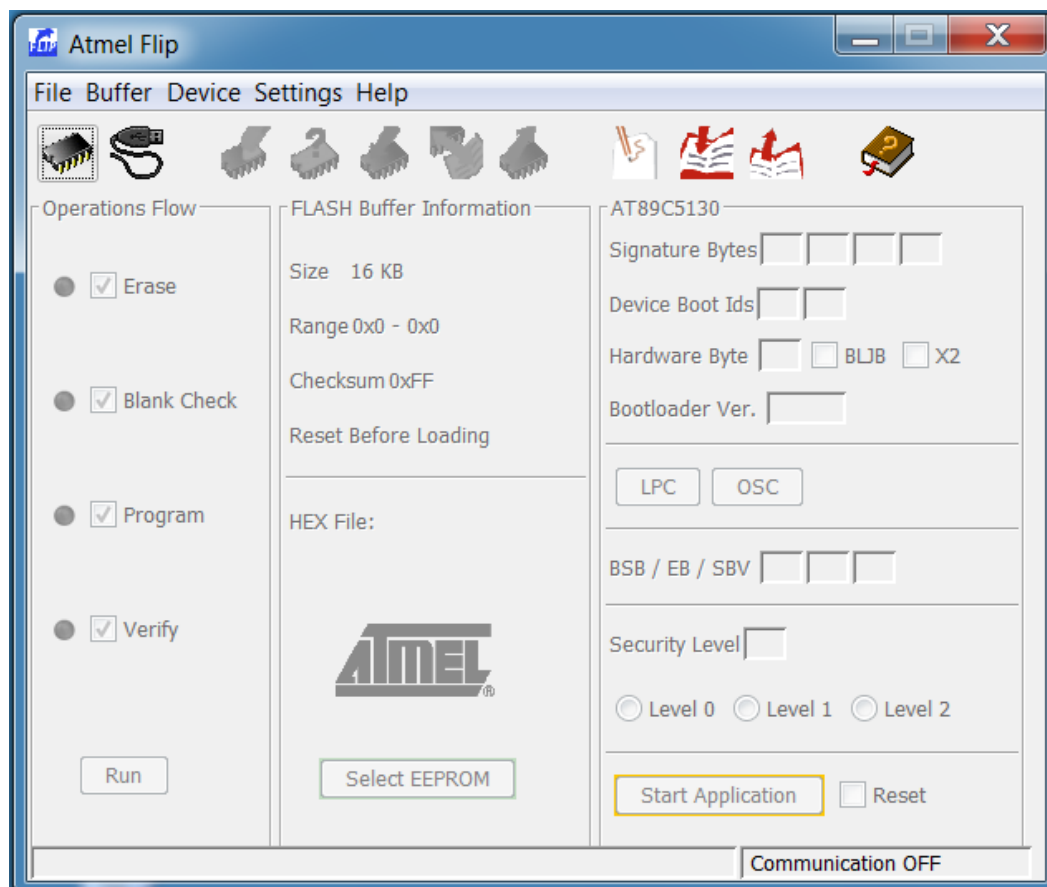 Atmel Flip
File Buffer Device Settings Help
Operations Flow
Erase
Blank Check
Program
Verify
Run
FLASH Buffer Information
Size 16 KB
Range 0x0 - 0x0
Checksum 0xFF
Reset Before Loading
HEX File:
ATMEL
®
Select EEPROM
AT89C5130
Signature Bytes
Device Boot Ids
Hardware Byte BLJB X2
Bootloader Ver.
LPC OSC
BSB / EB / SBV
Security Level
Level 0 Level 1 Level 2
Start Application Reset
Communication OFF